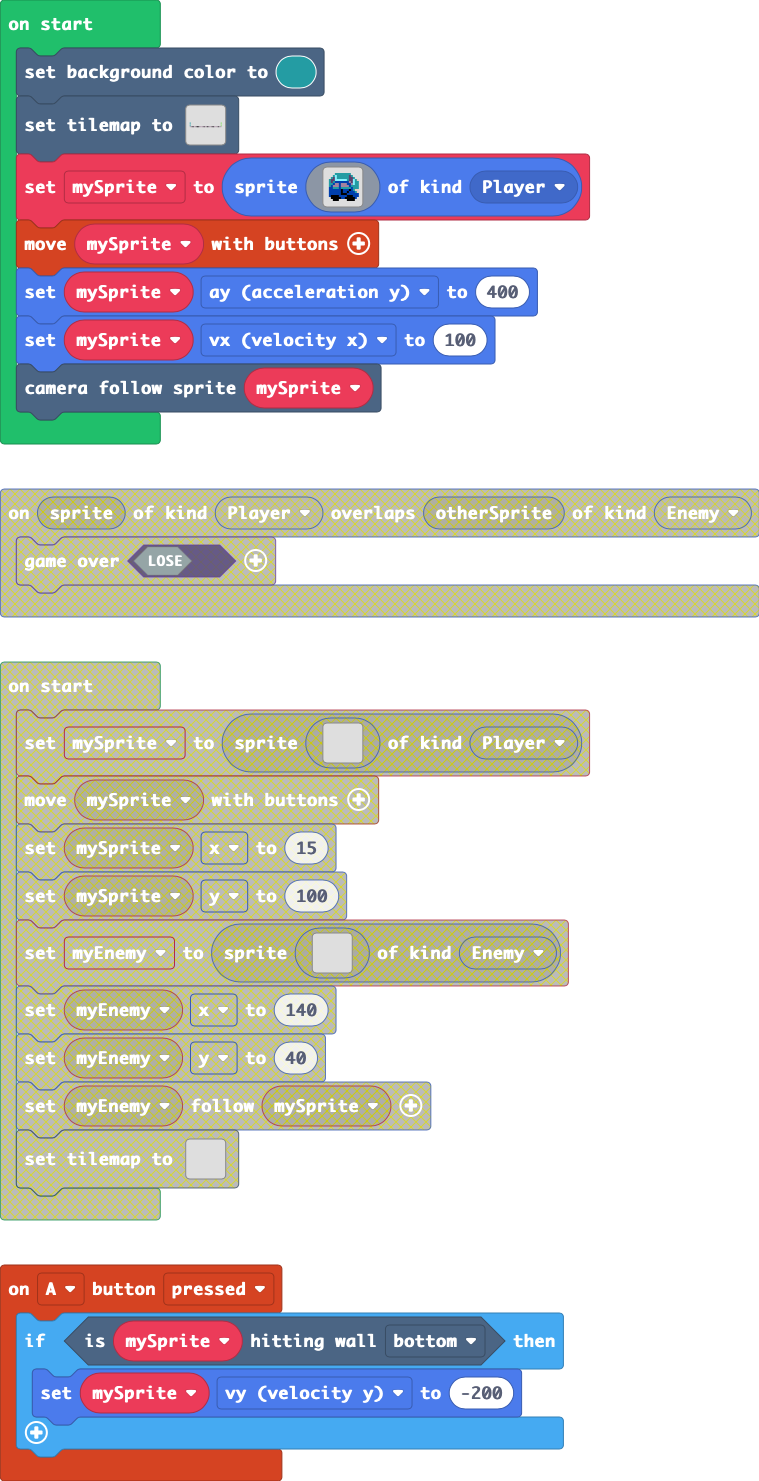 on start
set background color to
set tilemap to
set mySprite to sprite of kind Player
move mySprite with buttons
set mySprite ay (acceleration y) to 400
set mySprite vx (velocity x) to 100
camera follow sprite mySprite
on sprite of kind Player overlaps otherSprite of kind Enemy
game over LOSE
on start
set mySprite to sprite of kind Player
move mySprite with buttons
set mySprite x to 15
set mySprite y to 100
set myEnemy to sprite of kind Enemy
set myEnemy x to 140
set myEnemy y to 40
set myEnemy follow mySprite
set tilemap to
on A button pressed
if is mySprite hitting wall bottom then
set mySprite vy (velocity y) to -200